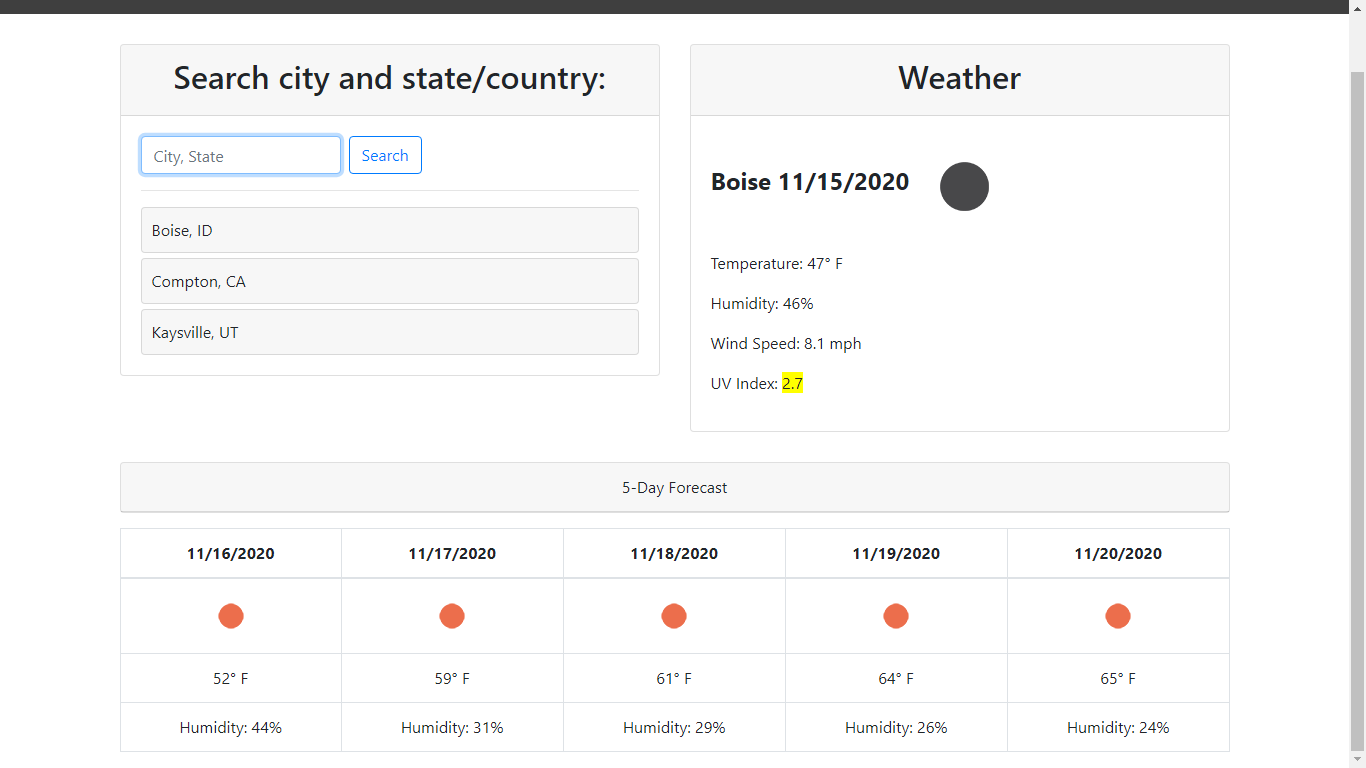 Search city and state/country:
City, State
Search
Boise, ID
Compton, CA
Kaysville, UT
Weather
Boise 11/15/2020
Temperature: 47° F
Humidity: 46%
Wind Speed: 8.1 mph
UV Index: 2.7
5-Day Forecast
11/16/2020 11/17/2020 11/18/2020 11/19/2020 11/20/2020
52° F 59° F 61° F 64° F 65° F
Humidity: 44% Humidity: 31% Humidity: 29% Humidity: 26% Humidity: 24%